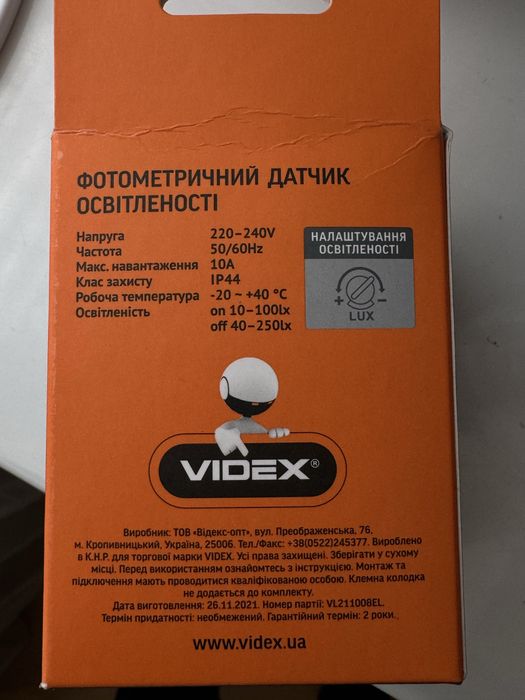 ФОТОМЕТРИЧНИЙ ДАТЧИК
ОСВІТЛЕНОСТІ
Напруга 220–240V
Частота 50/60Hz
Макс. навантаження 10A
Клас захисту IP44
Робоча температура -20 ~ +40 °C
Освітленість on 10–100lx
off 40–250lx
НАЛАШТУВАННЯ
ОСВІТЛЕНОСТІ
- +
LUX
VIDEX®
Виробник: ТОВ «Відекс-опт», вул. Преображенська, 7б,
м. Кропивницький, Україна, 25006. Тел./Факс: +38(0522)245377. Вироблено
в К.Н.Р. для торгової марки VIDEX. Усі права захищені. Зберігати у сухому
місці. Перед використанням ознайомтесь з інструкцією. Монтаж та
підключення мають проводитися кваліфікованою особою. Клемна колодка
не додається до комплекту.
Дата виготовлення: 26.11.2021. Номер партії: VL211008EL.
Термін придатності: необмежений. Гарантійний термін: 2 роки.
www.videx.ua